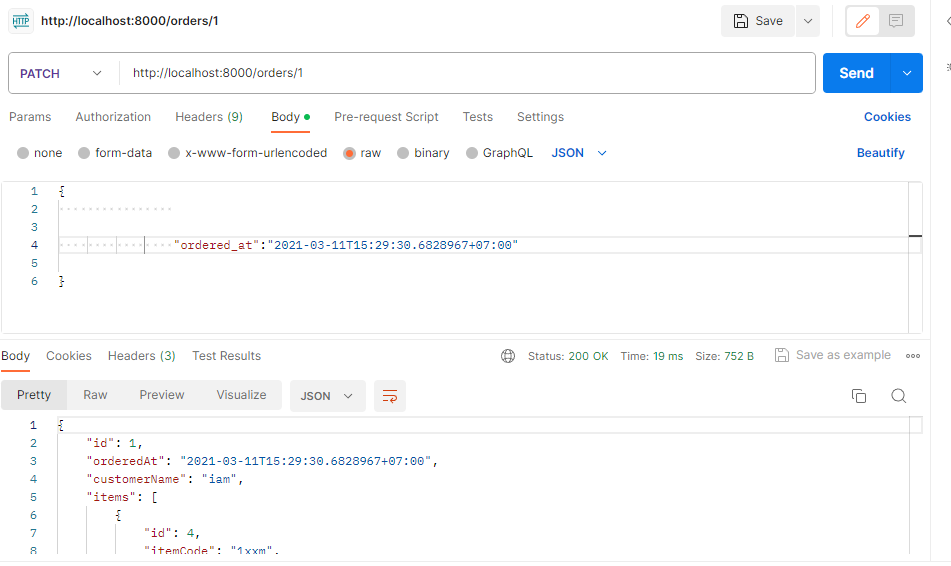 HTTP http://localhost:8000/orders/1 Save
PATCH http://localhost:8000/orders/1 Send
Params Authorization Headers (9) Body Pre-request Script Tests Settings Cookies
none form-data x-www-form-urlencoded raw binary GraphQL JSON Beautify
1 {
2
3
4 "ordered_at":"2021-03-11T15:29:30.6828967+07:00"
5
6 }
Body Cookies Headers (3) Test Results Status: 200 OK Time: 19 ms Size: 752 B Save as example
Pretty Raw Preview Visualize JSON
1 {
2 "id": 1,
3 "orderedAt": "2021-03-11T15:29:30.6828967+07:00",
4 "customerName": "iam",
5 "items": [
6 {
7 "id": 4,
8 "itemCode": "1xxm",